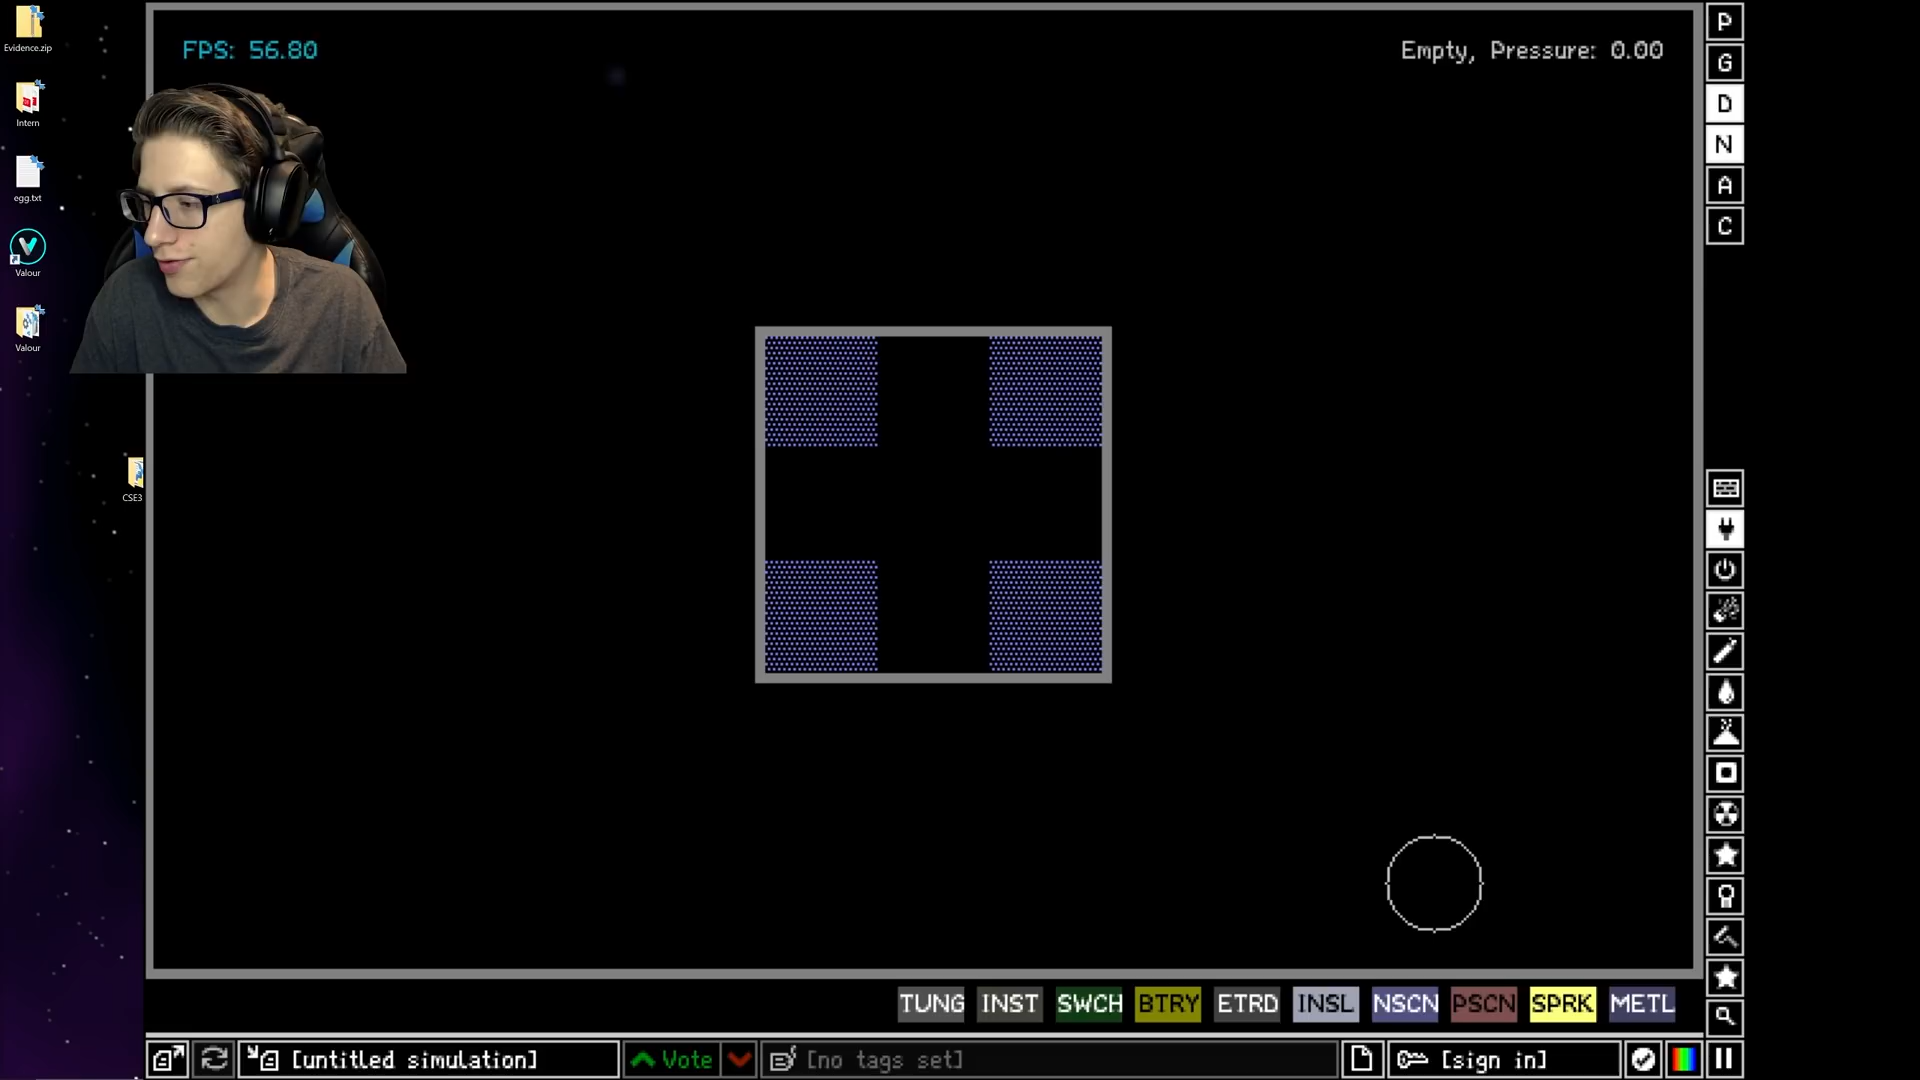 Evidence.zip
Intern
egg.txt
Valour
Valour
CSE3
FPS: 56.80
Empty, Pressure: 0.00
P
G
D
N
A
C
TUNG INST SWCH BTRY ETRD INSL NSCN PSCN SPRK METL
[untitled simulation] Vote [no tags set] [sign in]